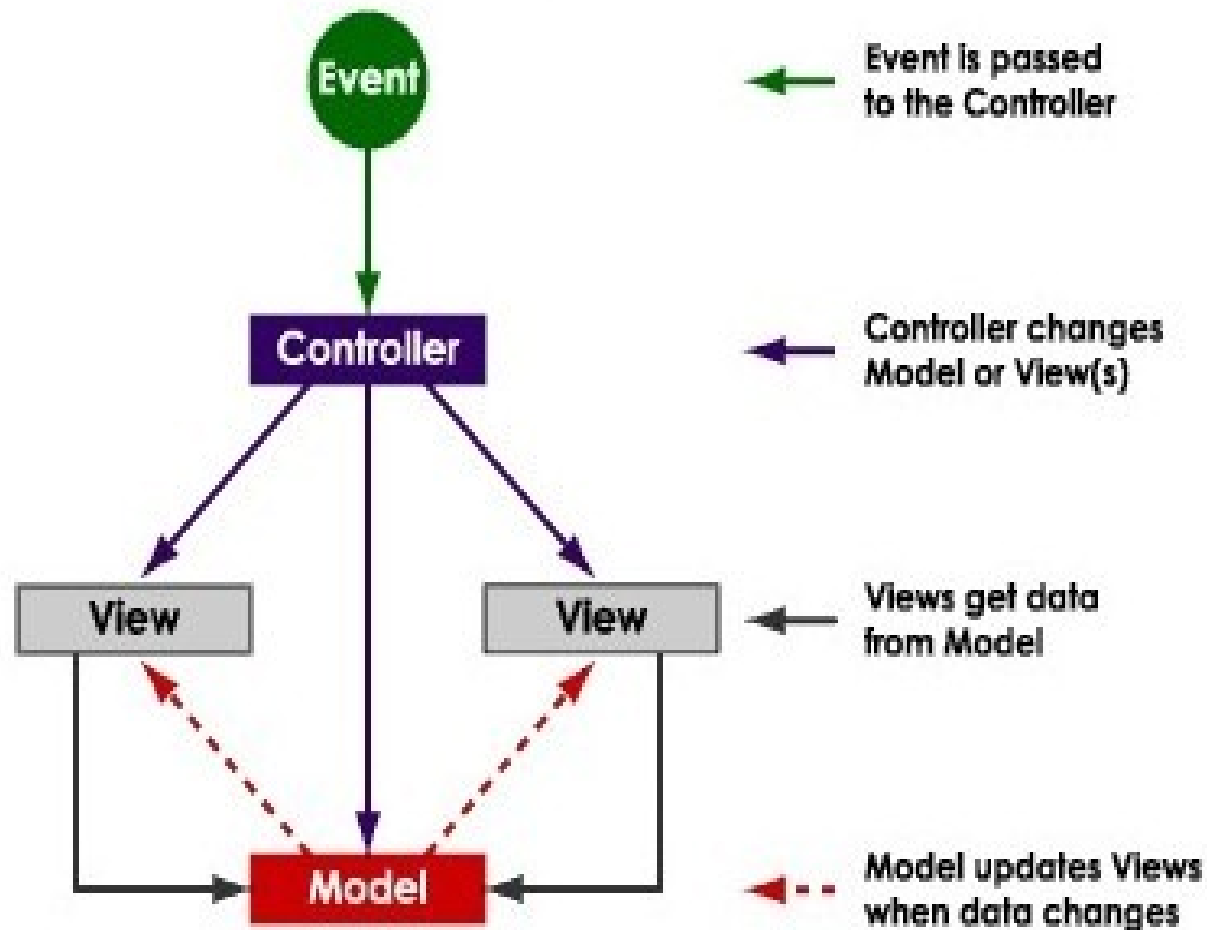 Event
Event is passed
to the Controller
Controller
Controller changes
Model or View(s)
View
View
Views get data
from Model
Model
Model updates Views
when data changes